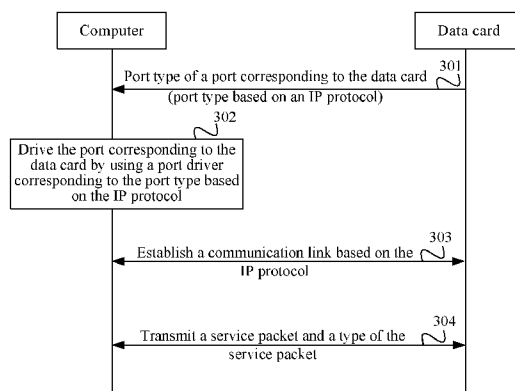 Computer
Data card
301
Port type of a port corresponding to the data card
(port type based on an IP protocol)
302
Drive the port corresponding to the
data card by using a port driver
corresponding to the port type based
on the IP protocol
303
Establish a communication link based on the
IP protocol
304
Transmit a service packet and a type of the
service packet